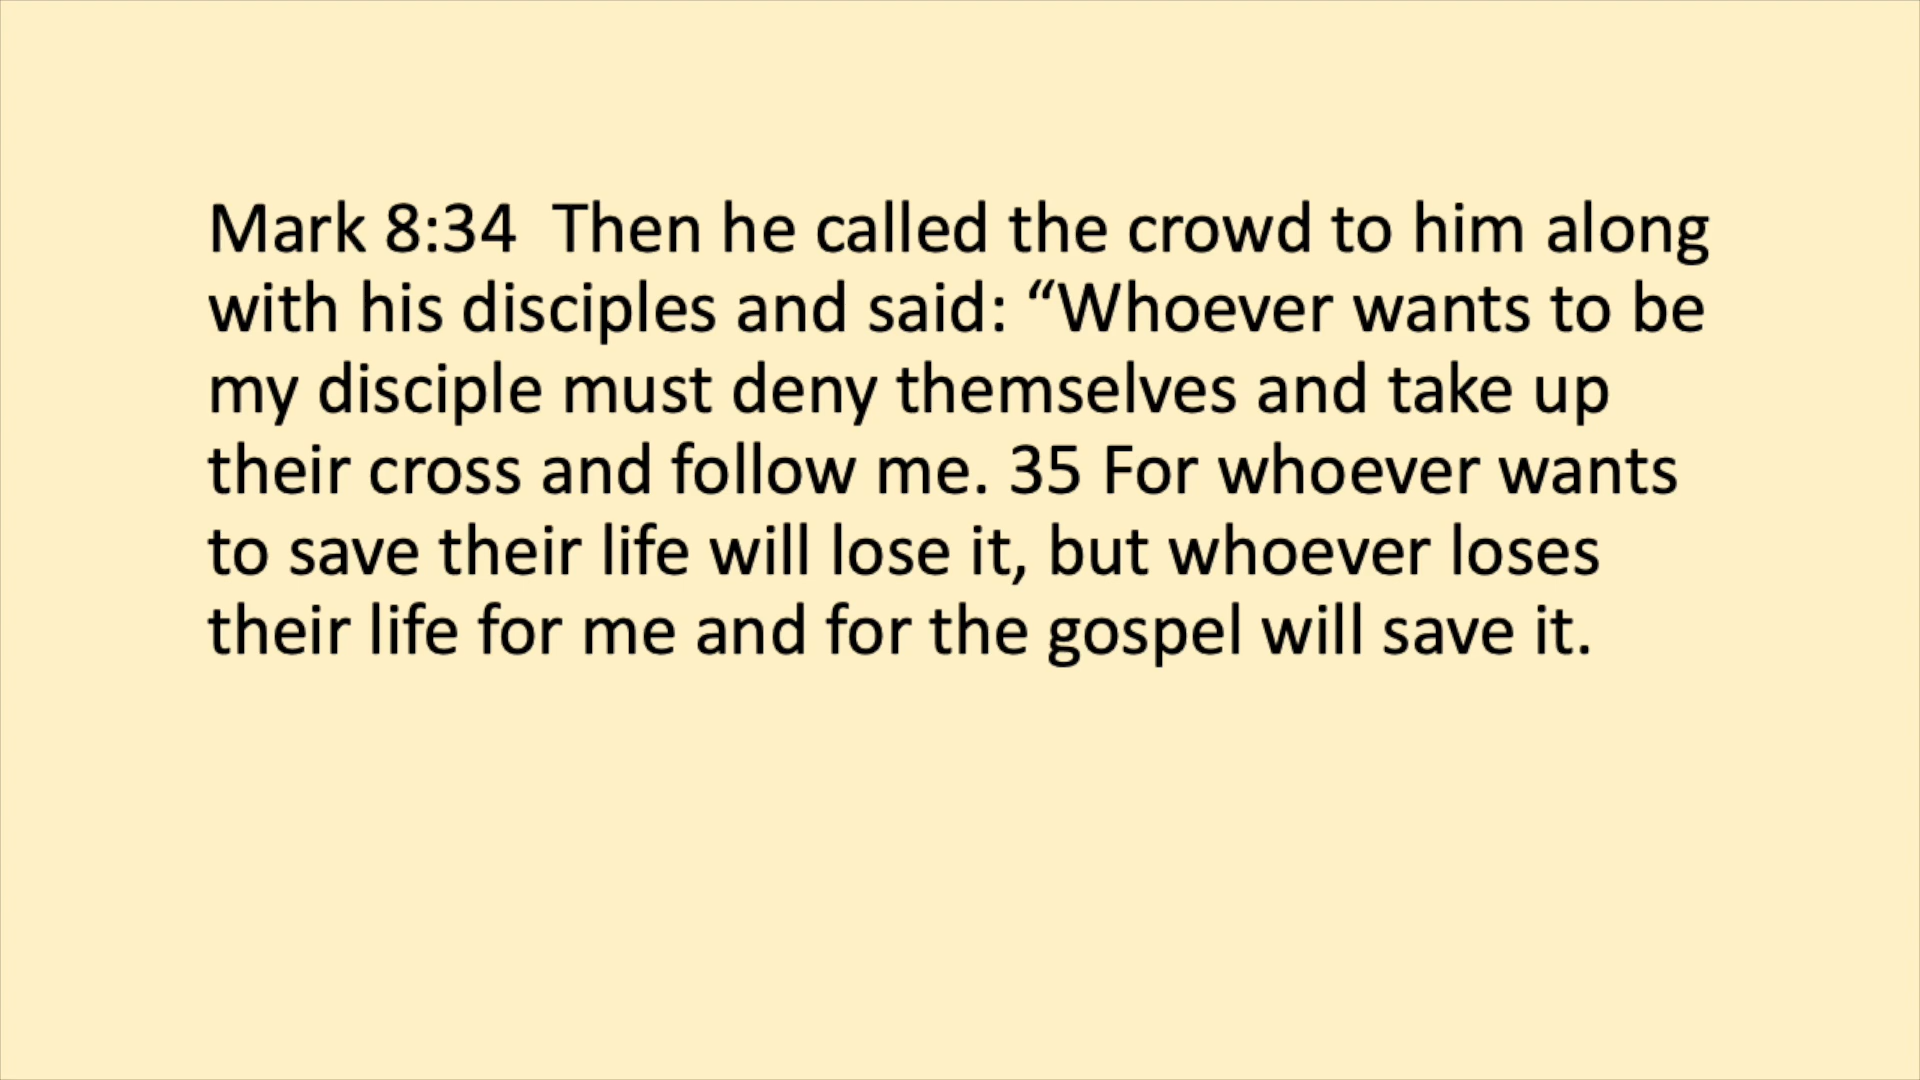 Mark 8:34  Then he called the crowd to him along
with his disciples and said: “Whoever wants to be
my disciple must deny themselves and take up
their cross and follow me. 35 For whoever wants
to save their life will lose it, but whoever loses
their life for me and for the gospel will save it.